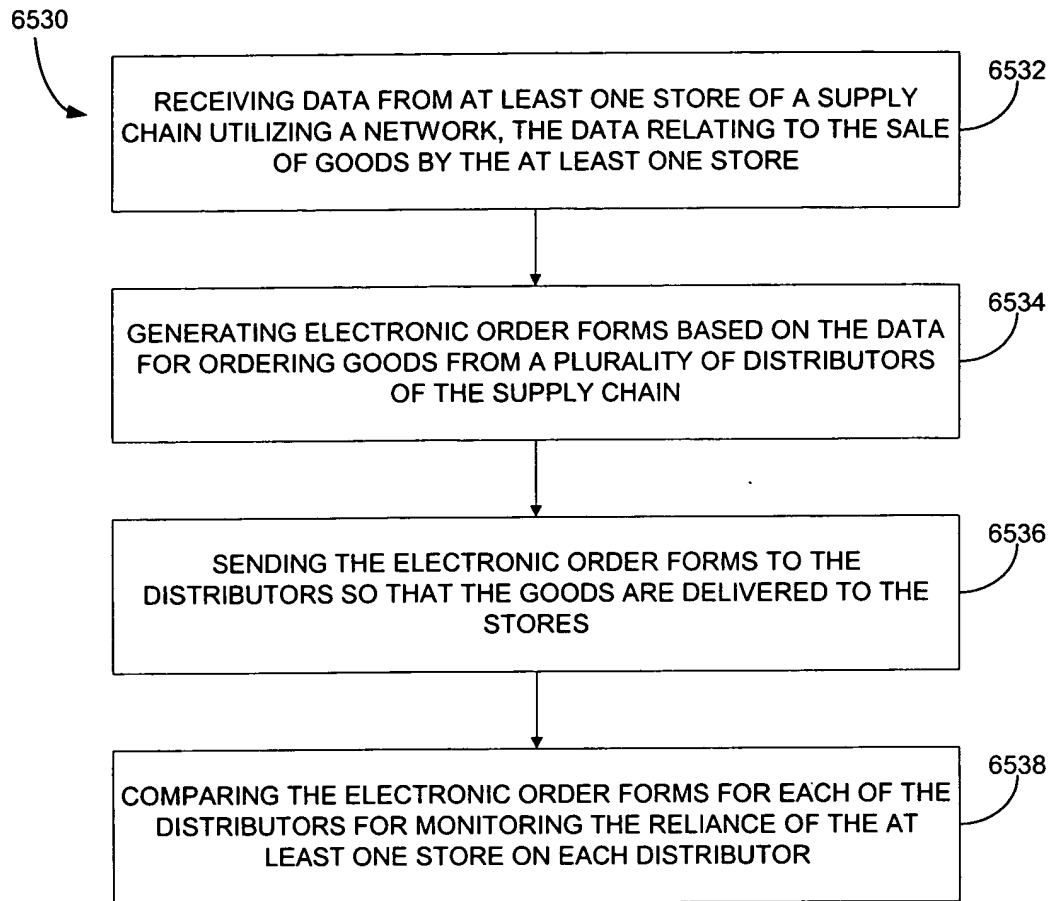 6530
6532
RECEIVING DATA FROM AT LEAST ONE STORE OF A SUPPLY
CHAIN UTILIZING A NETWORK, THE DATA RELATING TO THE SALE
OF GOODS BY THE AT LEAST ONE STORE
6534
GENERATING ELECTRONIC ORDER FORMS BASED ON THE DATA
FOR ORDERING GOODS FROM A PLURALITY OF DISTRIBUTORS
OF THE SUPPLY CHAIN
6536
SENDING THE ELECTRONIC ORDER FORMS TO THE
DISTRIBUTORS SO THAT THE GOODS ARE DELIVERED TO THE
STORES
6538
COMPARING THE ELECTRONIC ORDER FORMS FOR EACH OF THE
DISTRIBUTORS FOR MONITORING THE RELIANCE OF THE AT
LEAST ONE STORE ON EACH DISTRIBUTOR